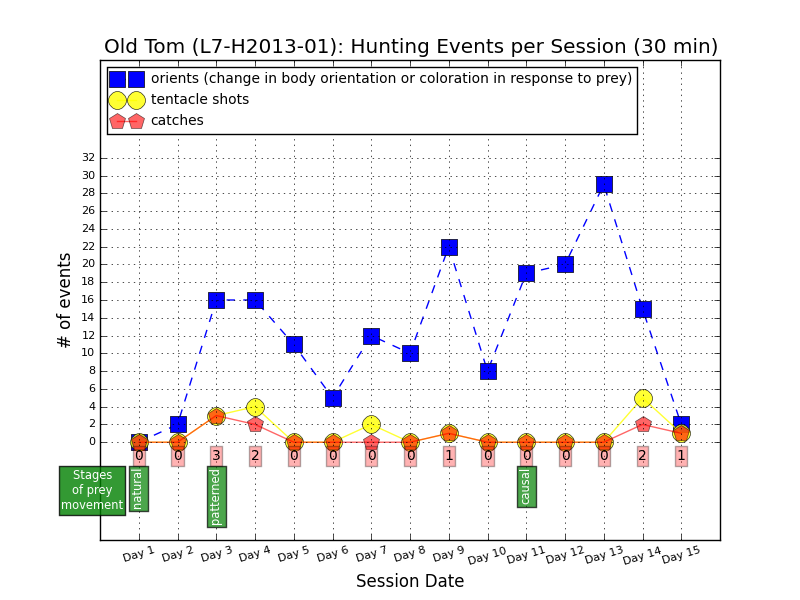 Old Tom (L7-H2013-01): Hunting Events per Session (30 min)
orients (change in body orientation or coloration in response to prey)
tentacle shots
catches
32
30
28
26
24
22
20
18
16
14
12
10
8
6
4
2
0
# of events
0 0 3 2 0 0 0 0 1 0 0 0 0 2 1
Stages
of prey
movement
natural
patterned
causal
Day 1 Day 2 Day 3 Day 4 Day 5 Day 6 Day 7 Day 8 Day 9 Day 10 Day 11 Day 12 Day 13 Day 14 Day 15
Session Date